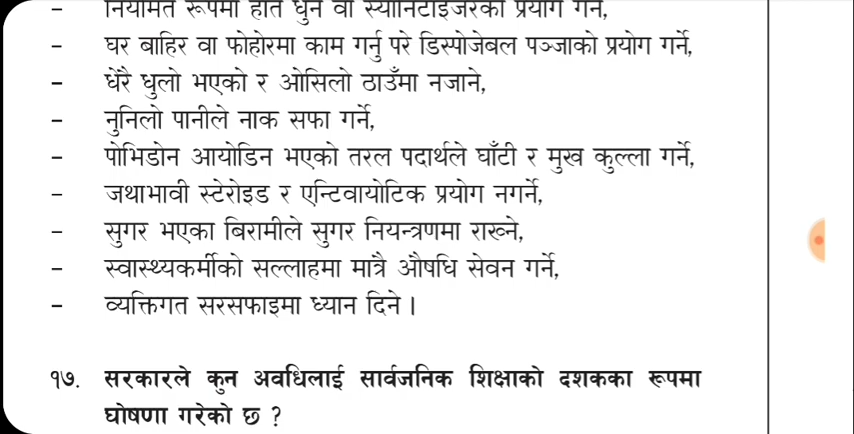 - नियमित रूपमा हात धुने वा स्यानिटाइजरको प्रयोग गर्ने,
- घर बाहिर वा फोहोरमा काम गर्नु परे डिस्पोजेबल पञ्जाको प्रयोग गर्ने,
- धेरै धुलो भएको र ओसिलो ठाउँमा नजाने,
- नुनिलो पानीले नाक सफा गर्ने,
- पोभिडोन आयोडिन भएको तरल पदार्थले घाँटी र मुख कुल्ला गर्ने,
- जथाभावी स्टेरोइड र एन्टिवायोटिक प्रयोग नगर्ने,
- सुगर भएका बिरामीले सुगर नियन्त्रणमा राख्ने,
- स्वास्थ्यकर्मीको सल्लाहमा मात्रै औषधि सेवन गर्ने,
- व्यक्तिगत सरसफाइमा ध्यान दिने ।
१७. सरकारले कुन अवधिलाई सार्वजनिक शिक्षाको दशकका रूपमा
घोषणा गरेको छ ?